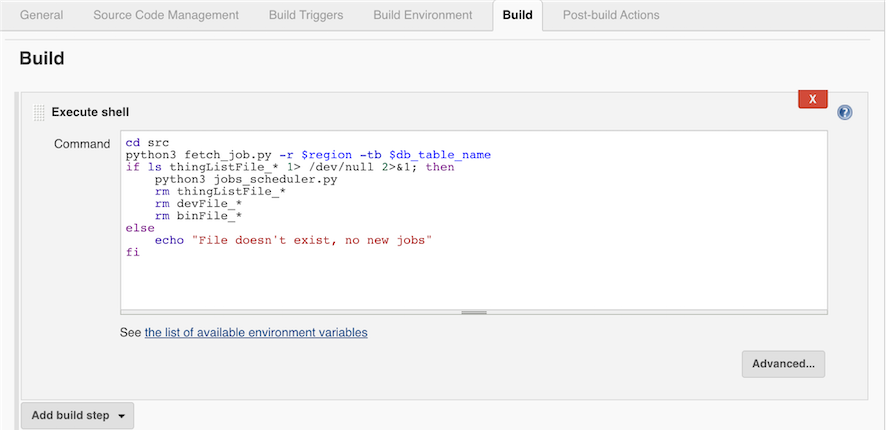 General Source Code Management Build Triggers Build Environment Build Post-build Actions
Build
X
Execute shell
?
Command
cd src
python3 fetch_job.py -r $region -tb $db_table_name
if ls thingListFile_* 1> /dev/null 2>&1; then
    python3 jobs_scheduler.py
    rm thingListFile_*
    rm devFile_*
    rm binFile_*
else
    echo "File doesn't exist, no new jobs"
fi
See the list of available environment variables
Advanced...
Add build step